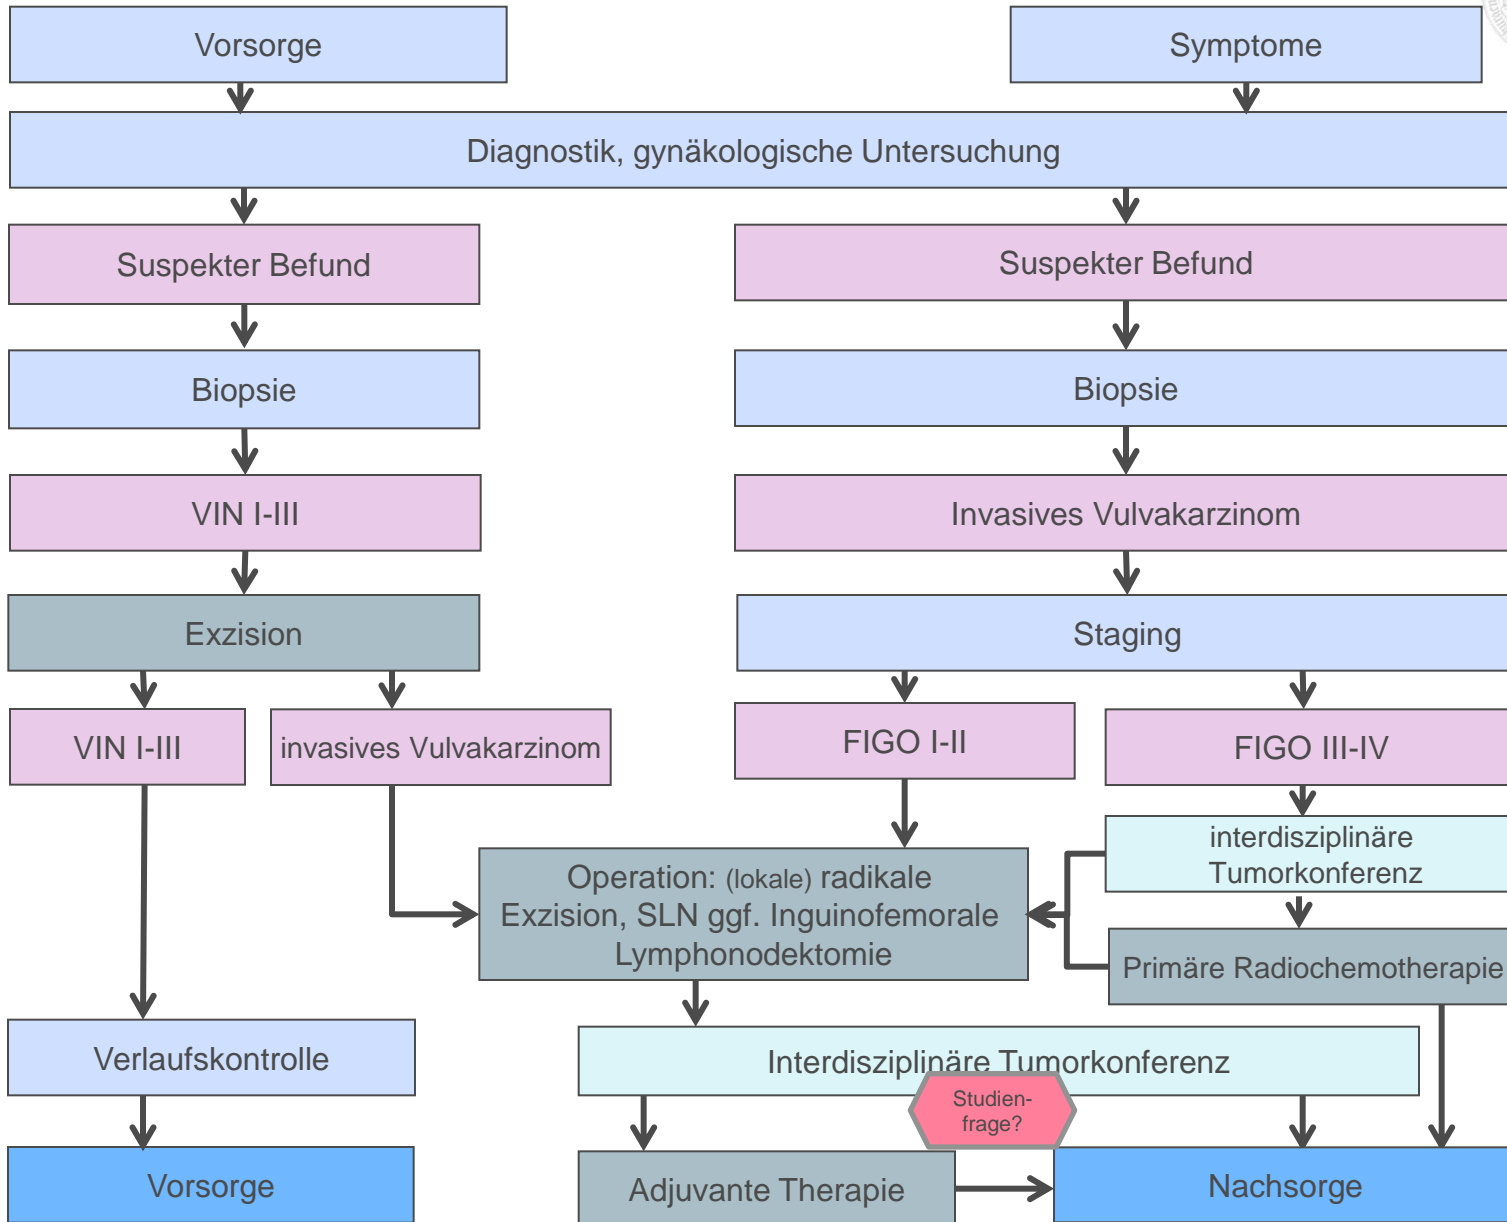 Vorsorge
Symptome
Diagnostik, gynäkologische Untersuchung
Suspekter Befund
Suspekter Befund
Biopsie
Biopsie
VIN I-III
Invasives Vulvakarzinom
Exzision
Staging
VIN I-III
invasives Vulvakarzinom
FIGO I-II
FIGO III-IV
interdisziplinäre
Tumorkonferenz
Operation: (lokale) radikale
Exzision, SLN ggf. Inguinofemorale
Lymphonodektomie
Primäre Radiochemotherapie
Verlaufskontrolle
Interdisziplinäre Tumorkonferenz
Studien-
frage?
Vorsorge
Adjuvante Therapie
Nachsorge